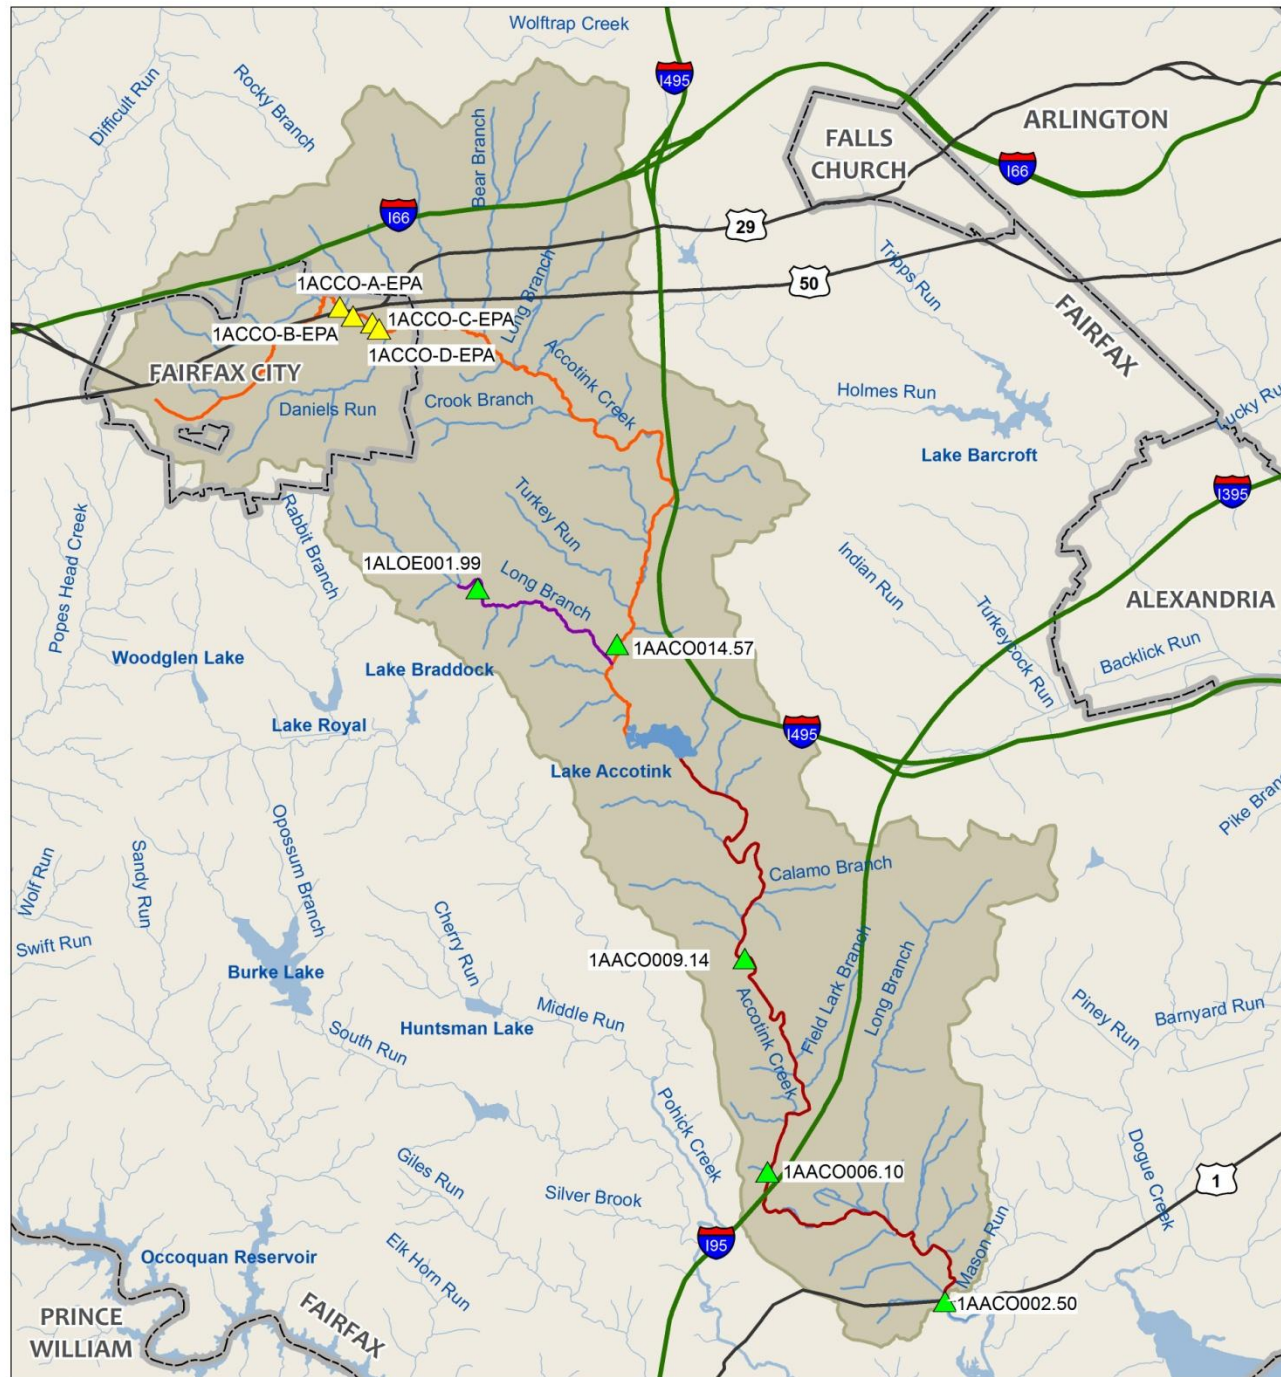 Wolftrap Creek
Difficult Run
Rocky Branch
I495
Bear Branch
FALLS
CHURCH
ARLINGTON
I66
I66
29
50
Tripps Run
FAIRFAX
1ACCO-A-EPA
Long Branch
1ACCO-B-EPA
1ACCO-C-EPA
1ACCO-D-EPA
FAIRFAX CITY
Accotink Creek
Daniels Run
Crook Branch
Holmes Run
Lucky Ru
Lake Barcroft
I395
Popes Head Creek
Rabbit Branch
Turkey Run
1ALOE001.99
Long Branch
Indian Run
Turkeycock Run
ALEXANDRIA
Backlick Run
1AACO014.57
Woodglen Lake
Lake Braddock
Lake Royal
I495
Lake Accotink
Pike Bran
Opossum Branch
Sandy Run
Wolf Run
Calamo Branch
Swift Run
Cherry Run
Burke Lake
1AACO009.14
Field Lark Branch
Long Branch
Accotink Creek
Huntsman Lake
Middle Run
South Run
Piney Run
Barnyard Run
Pohick Creek
Dogue Creek
Giles Run
Silver Brook
1AACO006.10
1
Mason Run
I95
Occoquan Reservoir
Elk Horn Run
PRINCE
WILLIAM
FAIRFAX
1AACO002.50